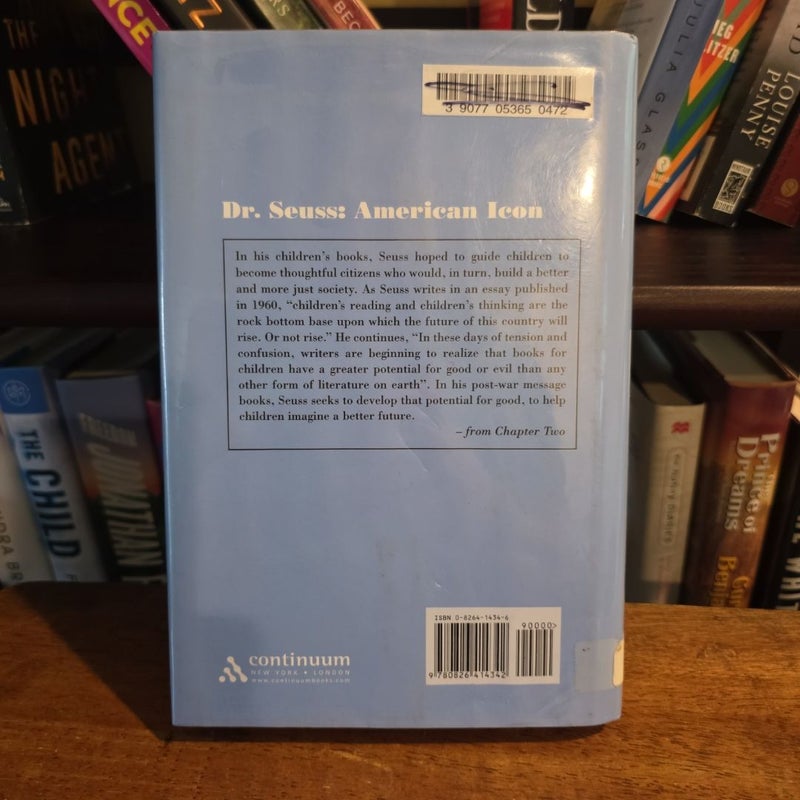 THE
NIGHT
AGENT
BEC
JULIA GLASS
LOUISE
PENNY
3 9077 05365 0472
Dr. Seuss: American Icon
In his children's books, Seuss hoped to guide children to
become thoughtful citizens who would, in turn, build a better
and more just society. As Seuss writes in an essay published
in 1960, “children's reading and children's thinking are the
rock bottom base upon which the future of this country will
rise. Or not rise.” He continues, “In these days of tension and
confusion, writers are beginning to realize that books for
children have a greater potential for good or evil than any
other form of literature on earth”. In his post-war message
books, Seuss seeks to develop that potential for good, to help
children imagine a better future.
– from Chapter Two
THE CHILD
FREEDOM
JONATHAN
Prince of
Dreams
ISBN 0-8264-1434-6
90000>
9 780826 414342
continuum
NEW YORK • LONDON
www.continuumbooks.com